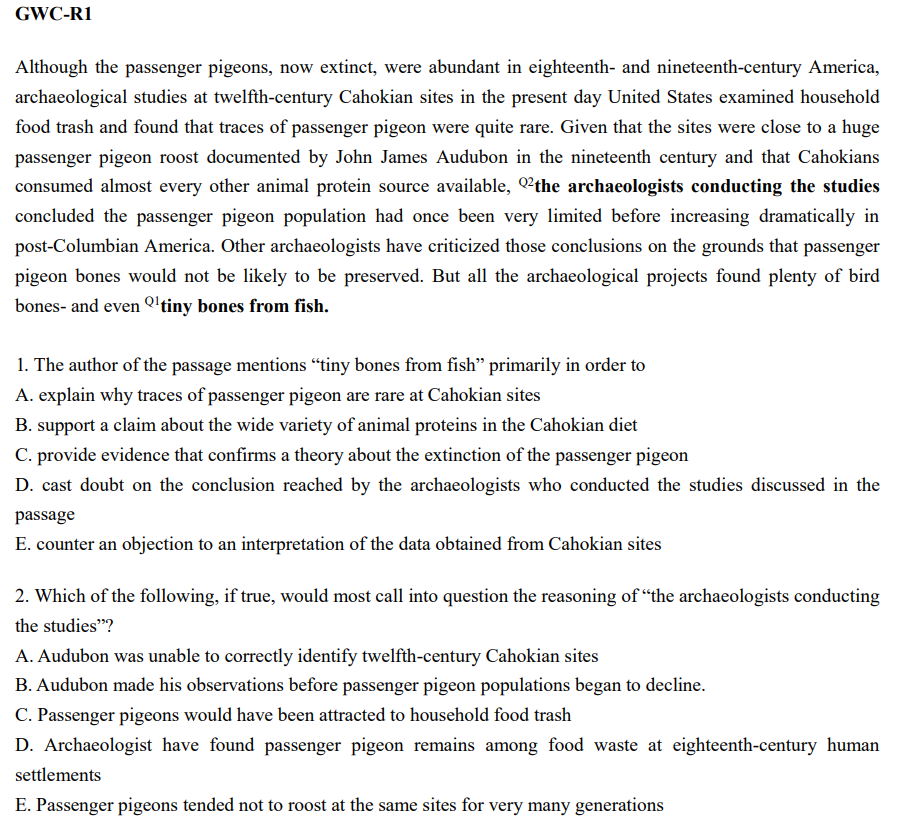 GWC-R1
Although the passenger pigeons, now extinct, were abundant in eighteenth- and nineteenth-century America,
archaeological studies at twelfth-century Cahokian sites in the present day United States examined household
food trash and found that traces of passenger pigeon were quite rare. Given that the sites were close to a huge
passenger pigeon roost documented by John James Audubon in the nineteenth century and that Cahokians
consumed almost every other animal protein source available, Q2the archaeologists conducting the studies
concluded the passenger pigeon population had once been very limited before increasing dramatically in
post-Columbian America. Other archaeologists have criticized those conclusions on the grounds that passenger
pigeon bones would not be likely to be preserved. But all the archaeological projects found plenty of bird
bones- and even Q1tiny bones from fish.
1. The author of the passage mentions “tiny bones from fish” primarily in order to
A. explain why traces of passenger pigeon are rare at Cahokian sites
B. support a claim about the wide variety of animal proteins in the Cahokian diet
C. provide evidence that confirms a theory about the extinction of the passenger pigeon
D. cast doubt on the conclusion reached by the archaeologists who conducted the studies discussed in the
passage
E. counter an objection to an interpretation of the data obtained from Cahokian sites
2. Which of the following, if true, would most call into question the reasoning of “the archaeologists conducting
the studies”?
A. Audubon was unable to correctly identify twelfth-century Cahokian sites
B. Audubon made his observations before passenger pigeon populations began to decline.
C. Passenger pigeons would have been attracted to household food trash
D. Archaeologist have found passenger pigeon remains among food waste at eighteenth-century human
settlements
E. Passenger pigeons tended not to roost at the same sites for very many generations